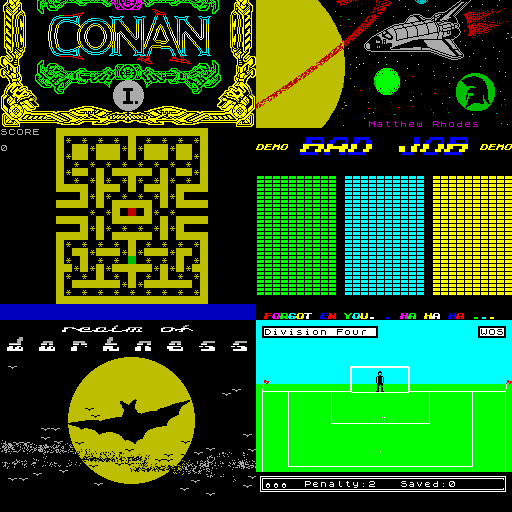 CONAN
I.
Matthew Rhodes
SCORE
0
DEMO DEMO
FORGOT YOU. . HA HA HA ...
realm of
darkness
Division Four WOS
Penalty:2 Saved:0